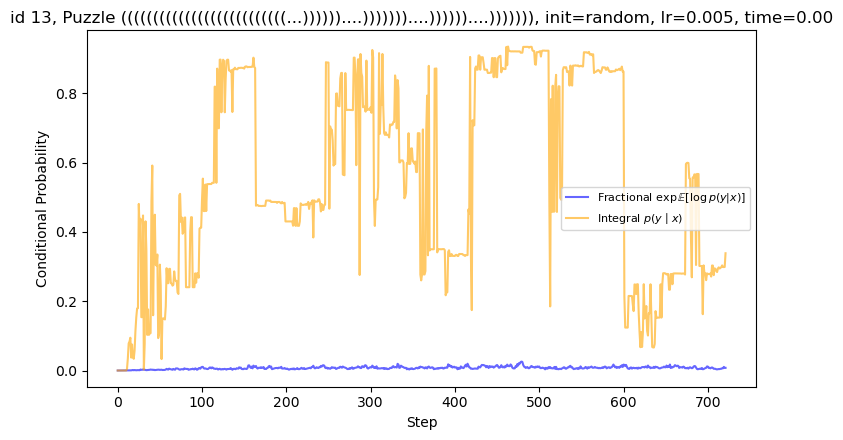 id 13, Puzzle ((((((((((((((((((((((((((...))))))....)))))))....))))))....))))))), init=random, lr=0.005, time=0.00
Conditional Probability
0.8
0.6
0.4
0.2
0.0
Fractional exp𝔼[log p(y|x)]
Integral p(y | x)
0 100 200 300 400 500 600 700
Step